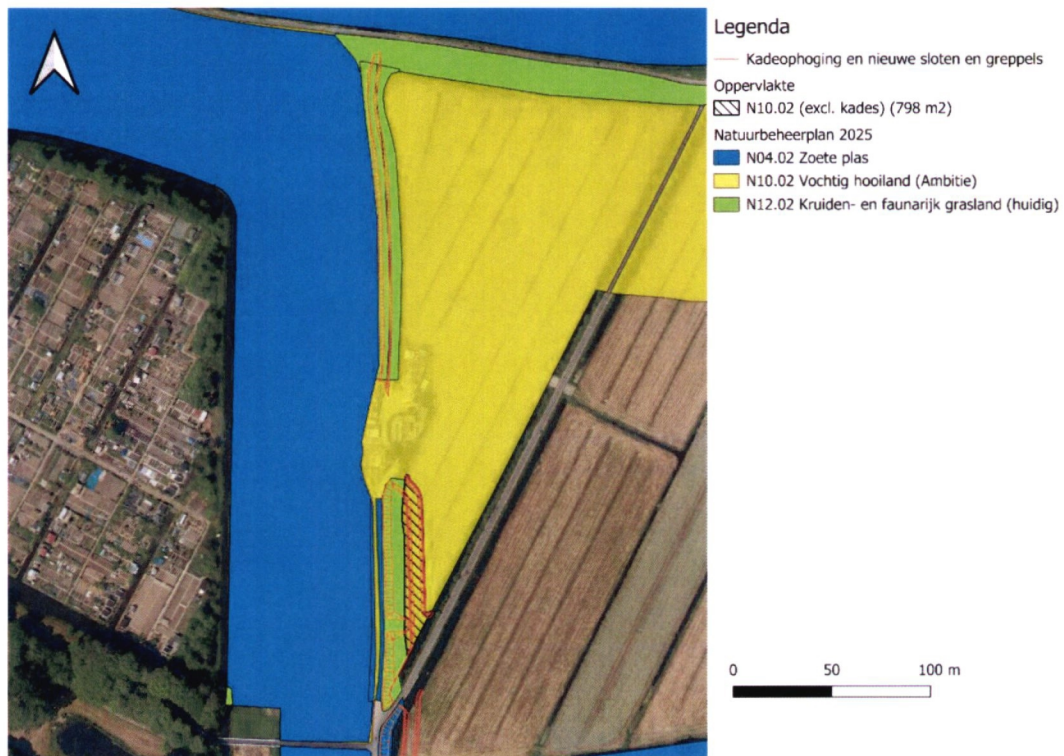 Legenda
Kadeophoging en nieuwe sloten en greppels
Oppervlakte
N10.02 (excl. kades) (798 m2)
Natuurbeheerplan 2025
N04.02 Zoete plas
N10.02 Vochtig hooiland (Ambitie)
N12.02 Kruiden- en faunarijk grasland (huidig)
0 50 100 m